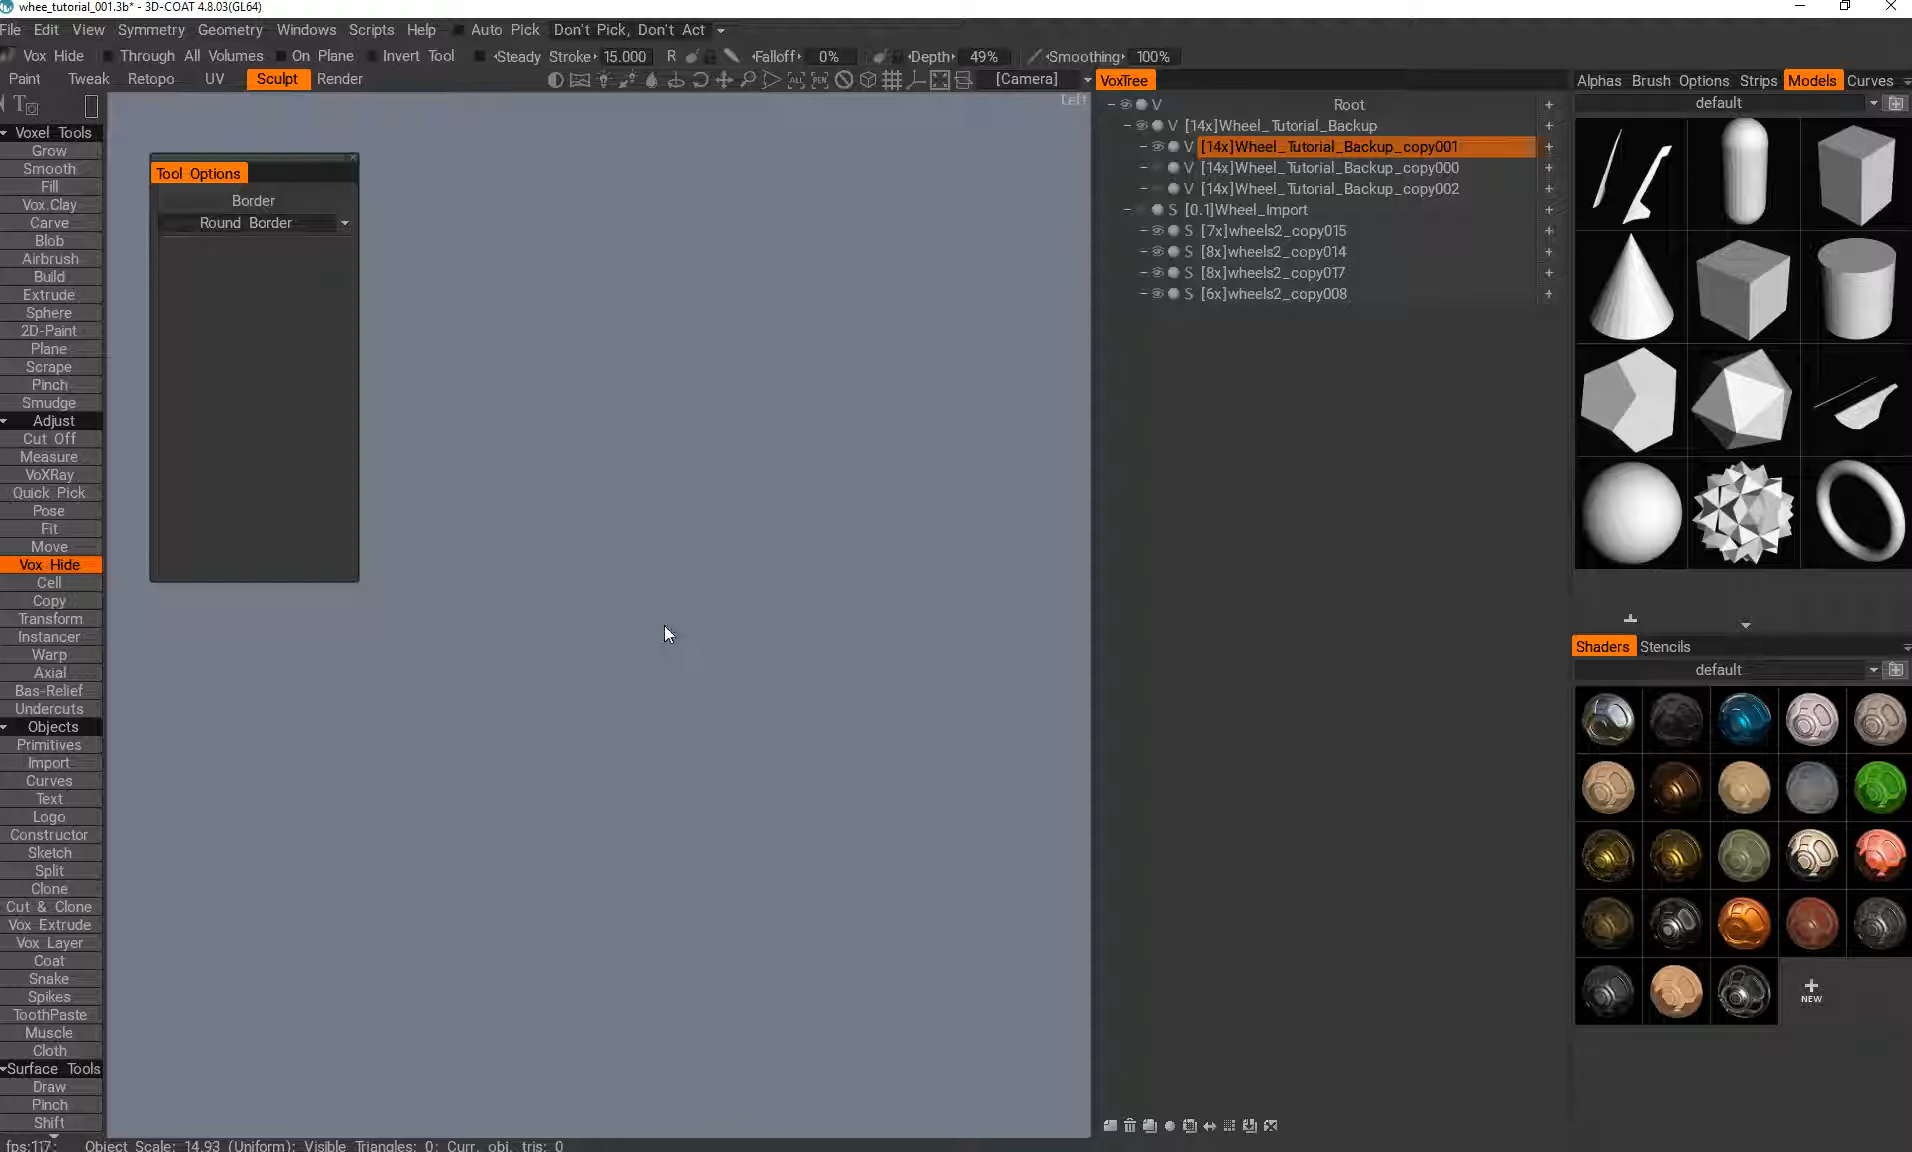 whee_tutorial_001.3b* - 3D-COAT 4.8.03(GL64)
File Edit View Symmetry Geometry Windows Scripts Help Auto Pick Don't Pick, Don't Act
Vox Hide Through All Volumes On Plane Invert Tool Steady Stroke 15.000 R Falloff 0% Depth 49% Smoothing 100%
Paint Tweak Retopo UV Sculpt Render ALL PEN [Camera] VoxTree Alphas Brush Options Strips Models Curves
Left
V Root +
V [14x]Wheel_Tutorial_Backup +
V [14x]Wheel_Tutorial_Backup_copy001 +
V [14x]Wheel_Tutorial_Backup_copy000 +
V [14x]Wheel_Tutorial_Backup_copy002 +
S [0.1]Wheel_Import +
S [7x]wheels2_copy015 +
S [8x]wheels2_copy014 +
S [8x]wheels2_copy017 +
S [6x]wheels2_copy008 +
default
Tool Options
Border
Round Border
Voxel Tools
Grow
Smooth
Fill
Vox.Clay
Carve
Blob
Airbrush
Build
Extrude
Sphere
2D-Paint
Plane
Scrape
Pinch
Smudge
Adjust
Cut Off
Measure
VoXRay
Quick Pick
Pose
Fit
Move
Vox Hide
Cell
Copy
Transform
Instancer
Warp
Axial
Bas-Relief
Undercuts
Objects
Primitives
Import
Curves
Text
Logo
Constructor
Sketch
Split
Clone
Cut & Clone
Vox Extrude
Vox Layer
Coat
Snake
Spikes
ToothPaste
Muscle
Cloth
Surface Tools
Draw
Pinch
Shift
Shaders Stencils
default
NEW
fps:117; Object Scale: 14.93 (Uniform); Visible Triangles: 0; Curr. obj. tris: 0